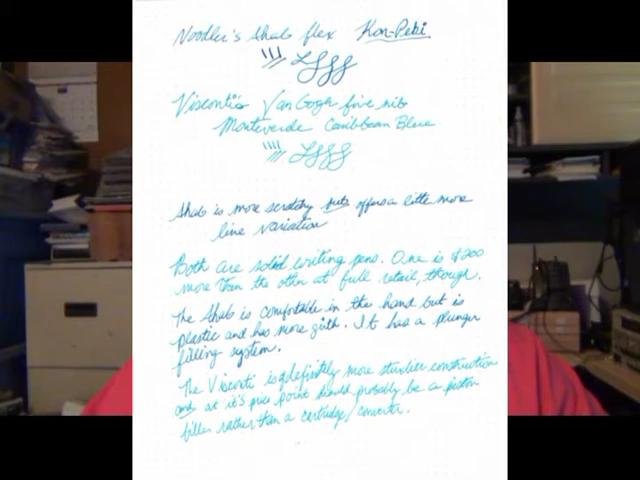 Noodler's Ahab flex Kon-Peki
Visconti's Van Gogh fine nib
Monteverde Caribbean Blue
Ahab is more scratchy but offers a little more
line variation
Both are solid writing pens. One is $200
more than the other at full retail, though.
The Ahab is comfortable in the hand but is
plastic and has more girth. It has a plunger
filling system.
The Visconti is definitely more sturdier construction
and at it's price point should probably be a piston
filler rather than a cartridge/converter.